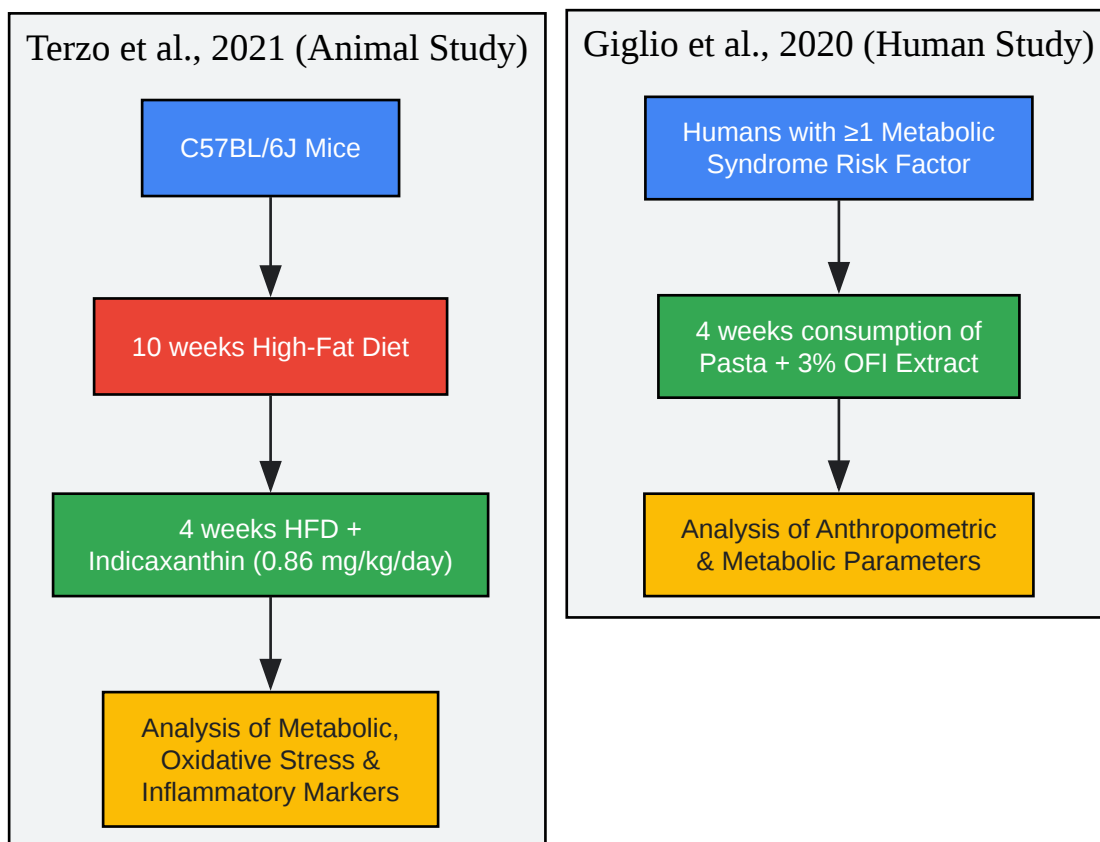 Terzo et al., 2021 (Animal Study)
C57BL/6J Mice
10 weeks High-Fat Diet
4 weeks HFD +
Indicaxanthin (0.86 mg/kg/day)
Analysis of Metabolic,
Oxidative Stress &
Inflammatory Markers
Giglio et al., 2020 (Human Study)
Humans with ≥1 Metabolic
Syndrome Risk Factor
4 weeks consumption of
Pasta + 3% OFI Extract
Analysis of Anthropometric
& Metabolic Parameters